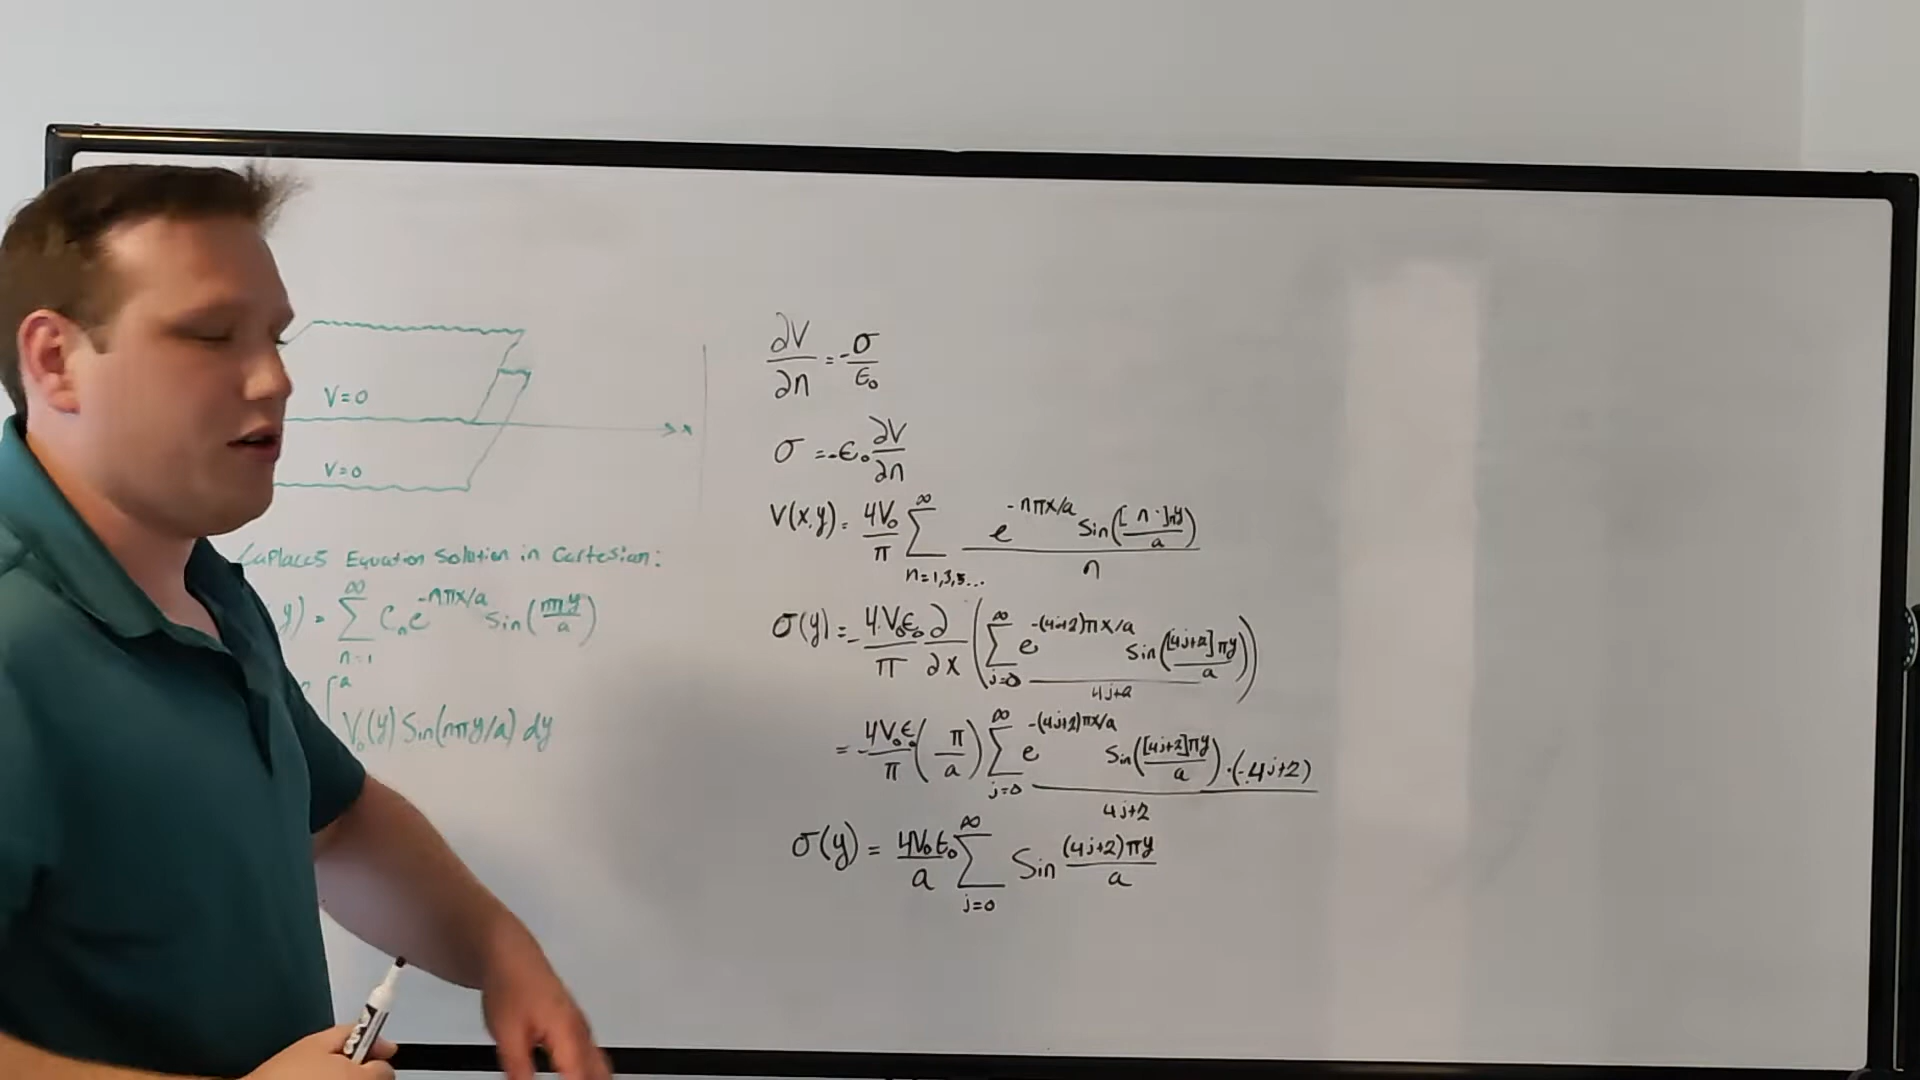 V=0
V=0
x
Laplaces Equation Solution in Cartesian:
y) = ∞ Σ n=1 Cₙe^-nπx/a sin(nπy/a)
∫ a V₀(y) Sin(nπy/a) dy
∂V/∂n = -σ/ε₀
σ = -ε₀ ∂V/∂n
V(x,y) = 4V₀/π ∞ Σ n=1,3,5... e^-nπx/a Sin([n·]πy/a) / n
σ(y) = -4V₀ε₀/π ∂/∂x (∞ Σ j=0 e^-(4j+2)πx/a Sin([4j+2]πy/a) / 4j+2)
= -4V₀ε₀/π (π/a) ∞ Σ j=0 e^-(4j+2)πx/a Sin([4j+2]πy/a)·(-4j+2) / 4j+2
σ(y) = 4V₀ε₀/a ∞ Σ j=0 Sin (4j+2)πy/a